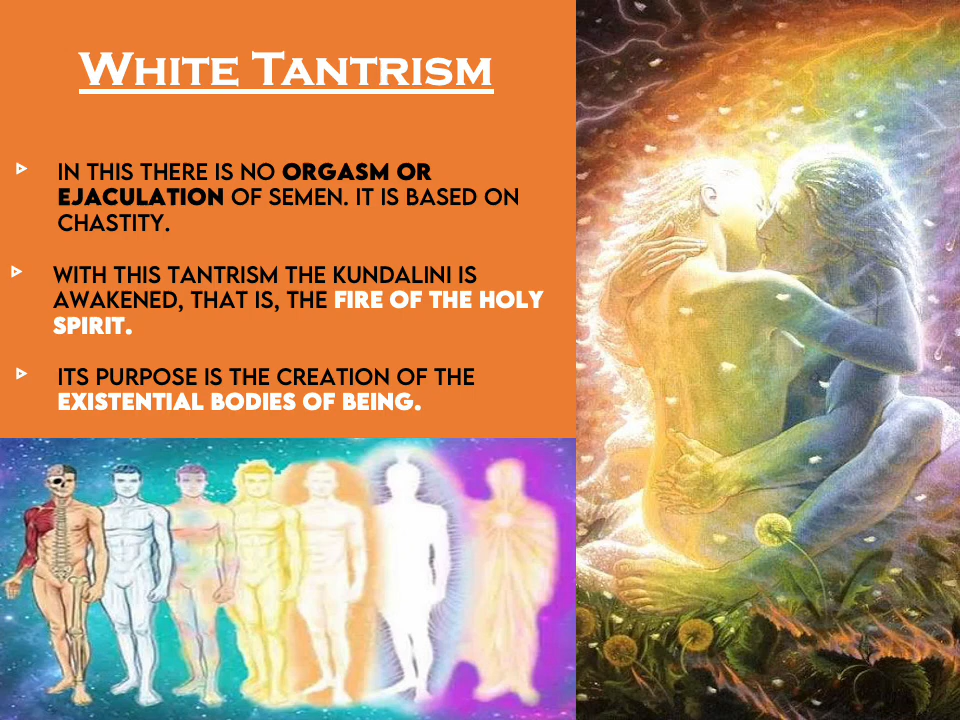 WHITE TANTRISM
IN THIS THERE IS NO ORGASM OR
EJACULATION OF SEMEN. IT IS BASED ON
CHASTITY.
WITH THIS TANTRISM THE KUNDALINI IS
AWAKENED, THAT IS, THE FIRE OF THE HOLY
SPIRIT.
ITS PURPOSE IS THE CREATION OF THE
EXISTENTIAL BODIES OF BEING.